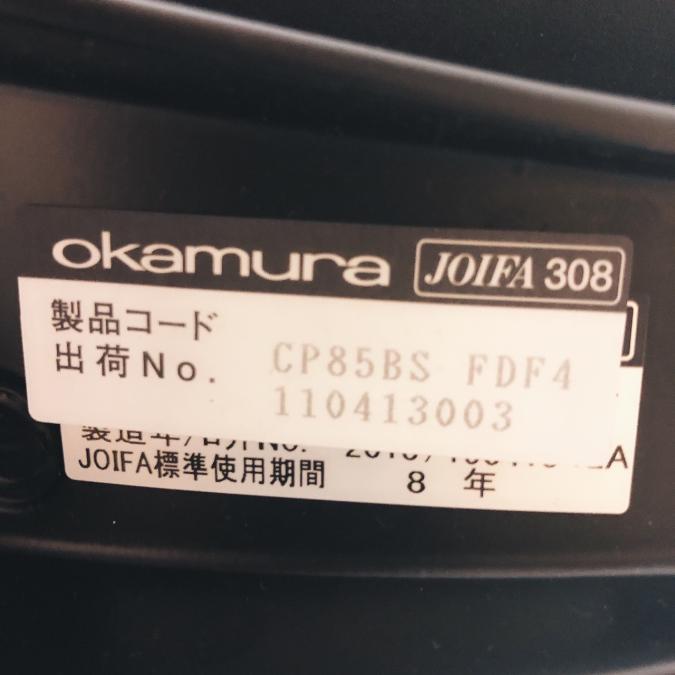 okamura JOIFA 308
製品コード CP85BS FDF4
出荷No. 110413003
JOIFA標準使用期間 8 年